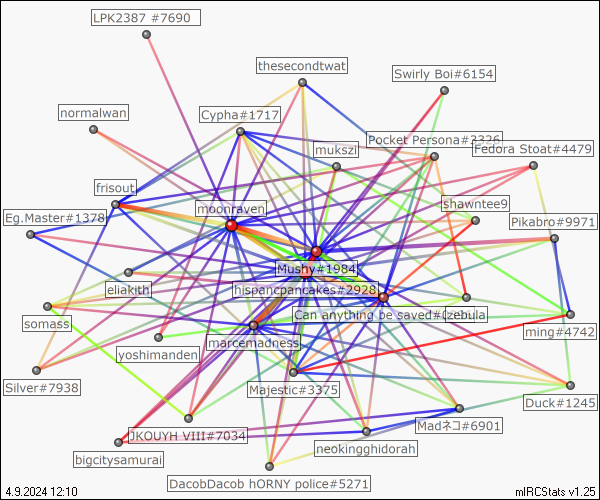 LPK2387 #7690
thesecondtwat
Swirly Boi#6154
normalwan
Cypha#1717
Pocket Persona#3326
mukszi
Fedora Stoat#4479
frisout
shawntee9
moonraven
Eg.Master#1378
Pikabro#9971
Mushy#1984
eliakith
hispancpancakes#2928
Can anything be saved#
czebula
somass
ming#4742
marcemadness
yoshimanden
Silver#7938
Majestic#3375
Duck#1245
Madネコ#6901
JKOUYH VIII#7034
neokingghidorah
bigcitysamurai
DacobDacob hORNY police#5271
4.9.2024 12:10
mIRCStats v1.25